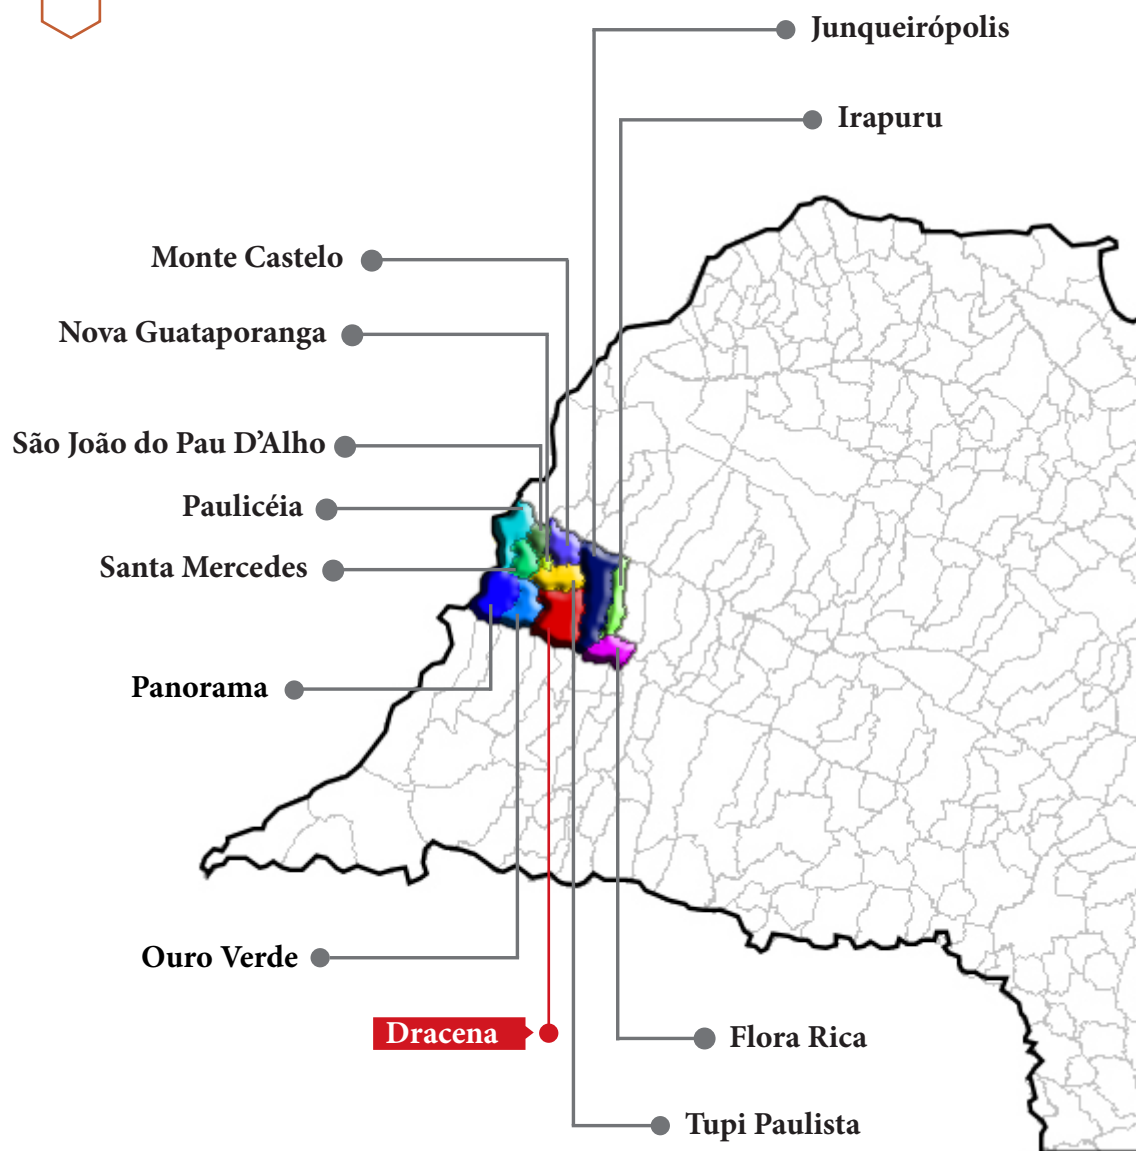 Junqueirópolis
Irapuru
Monte Castelo
Nova Guataporanga
São João do Pau D’Alho
Paulicéia
Santa Mercedes
Panorama
Ouro Verde
Dracena
Flora Rica
Tupi Paulista